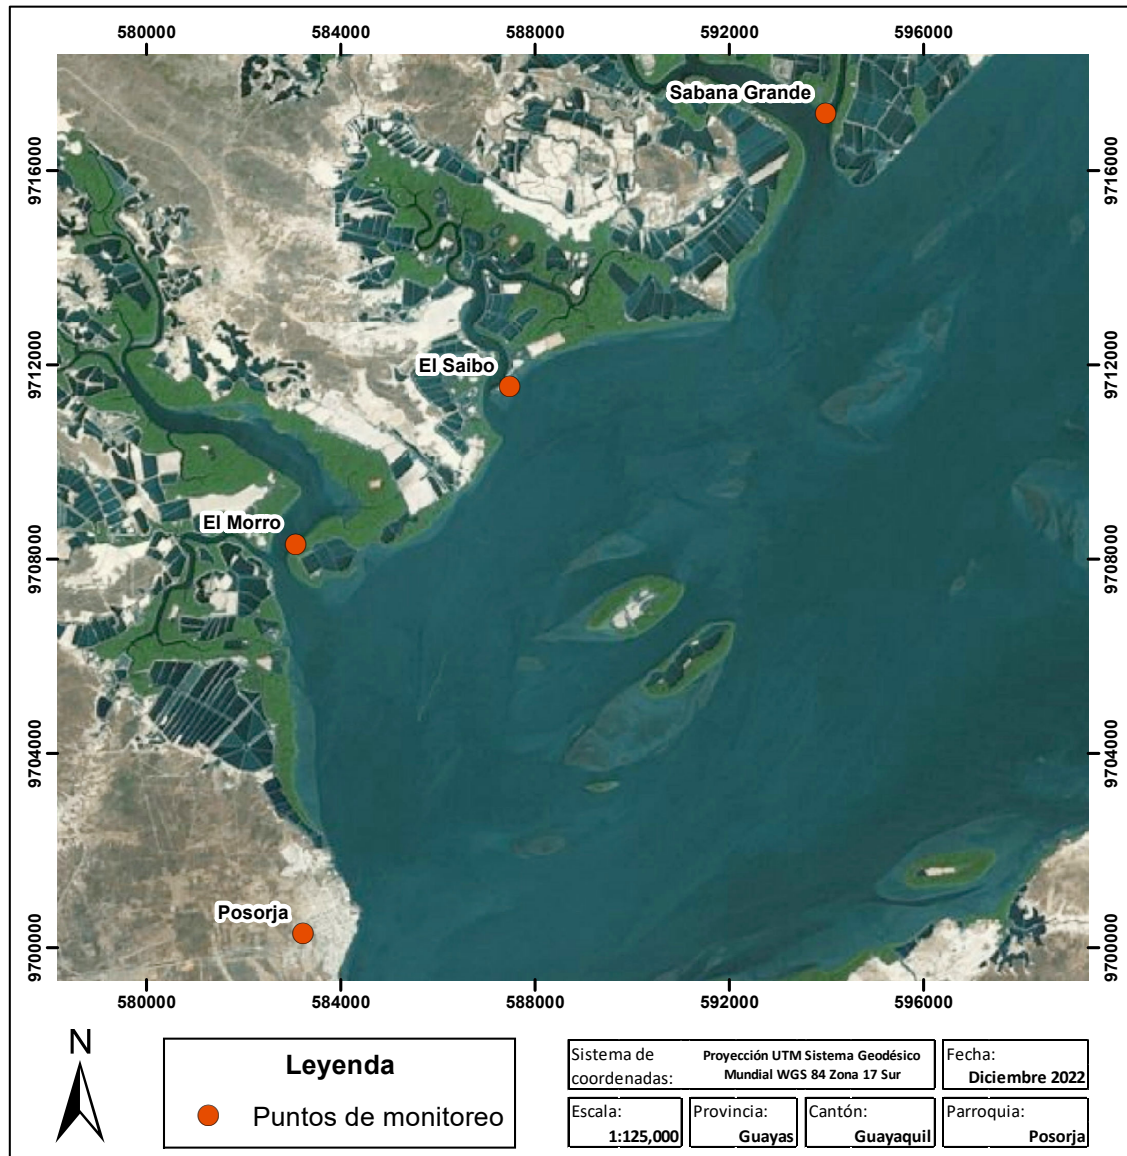 580000 584000 588000 592000 596000
Sabana Grande
9716000 9716000
El Saibo
9712000 9712000
El Morro
9708000 9708000
9704000 9704000
Posorja
9700000 9700000
580000 584000 588000 592000 596000
N
Leyenda
Puntos de monitoreo
Sistema de
coordenadas:
Proyección UTM Sistema Geodésico
Mundial WGS 84 Zona 17 Sur
Fecha:
Diciembre 2022
Escala:
1:125,000
Provincia:
Guayas
Cantón:
Guayaquil
Parroquia:
Posorja